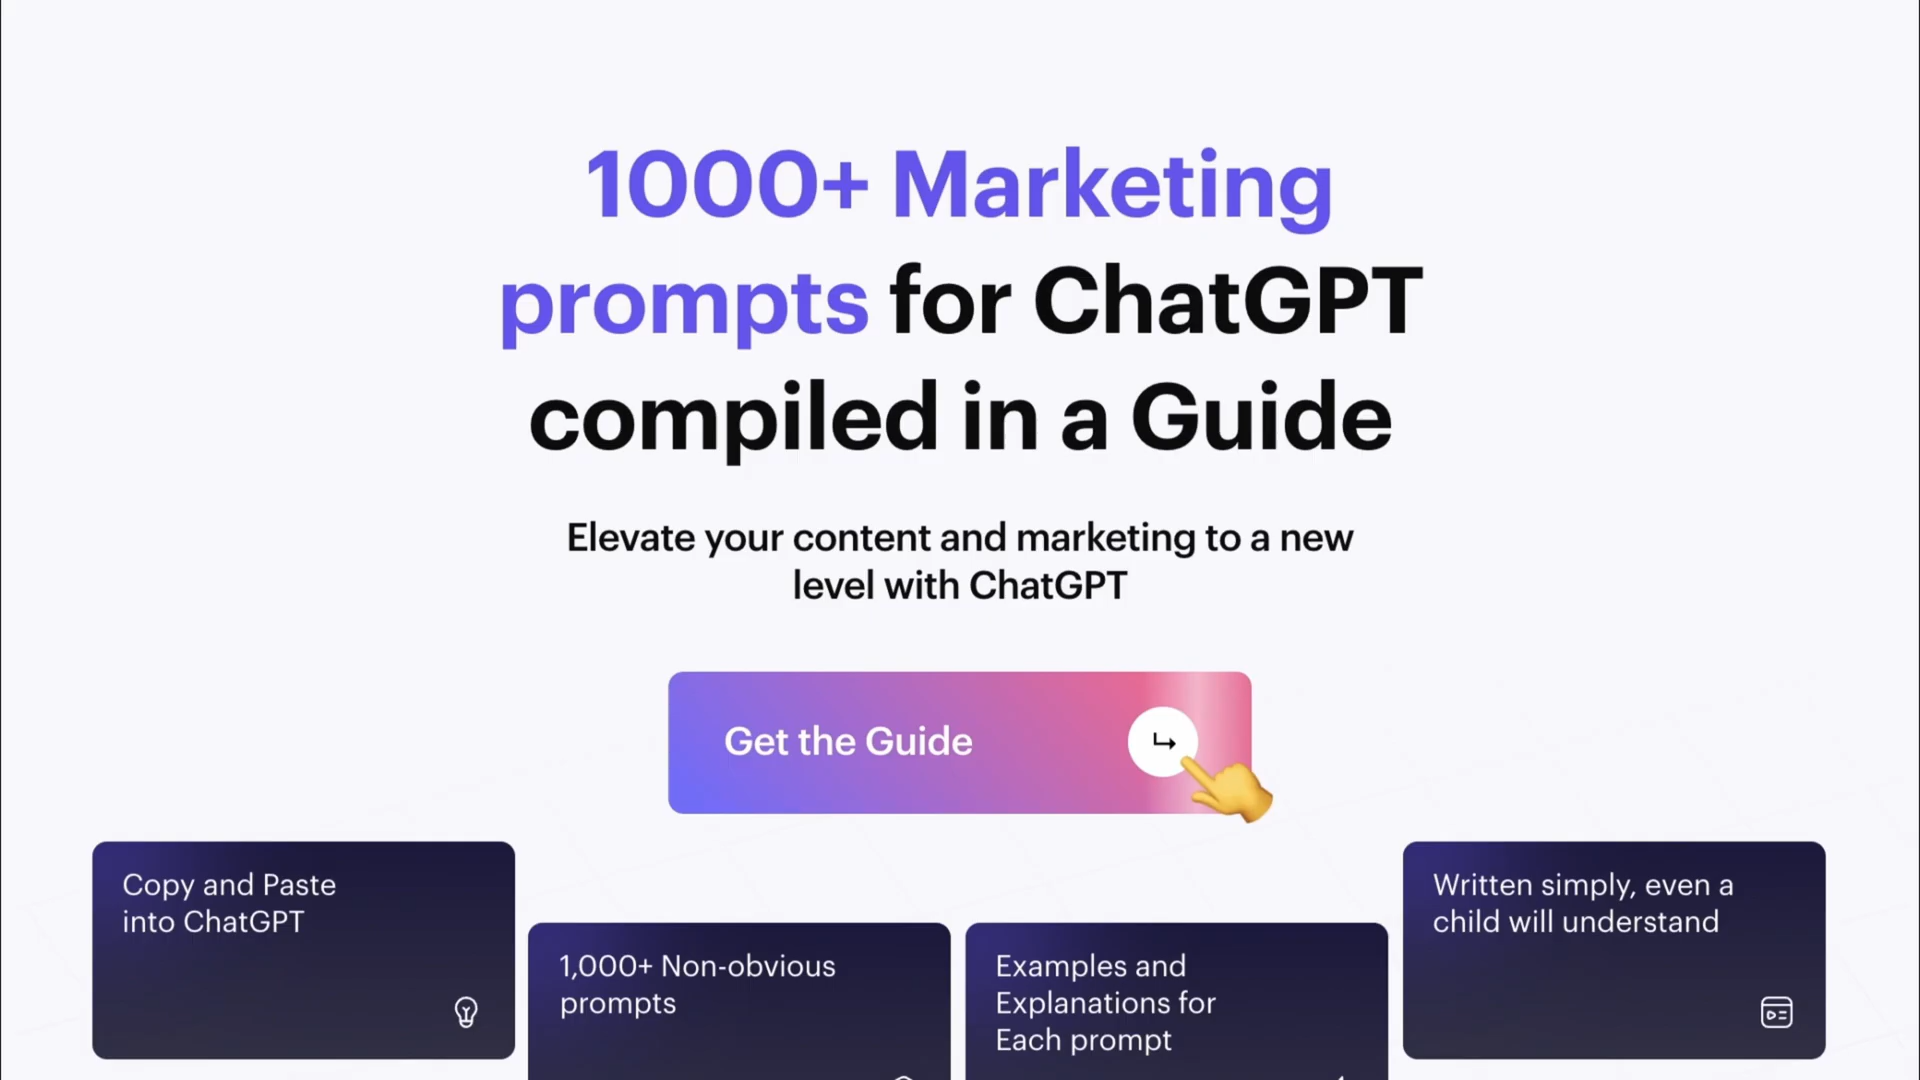 1000+ Marketing
prompts for ChatGPT
compiled in a Guide
Elevate your content and marketing to a new
level with ChatGPT
Get the Guide
Copy and Paste
into ChatGPT
1,000+ Non-obvious
prompts
Examples and
Explanations for
Each prompt
Written simply, even a
child will understand